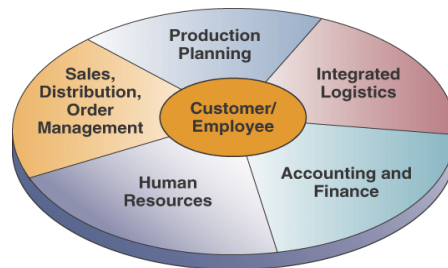 Production
Planning
Sales,
Distribution,
Order
Management
Integrated
Logistics
Customer/
Employee
Human
Resources
Accounting and
Finance